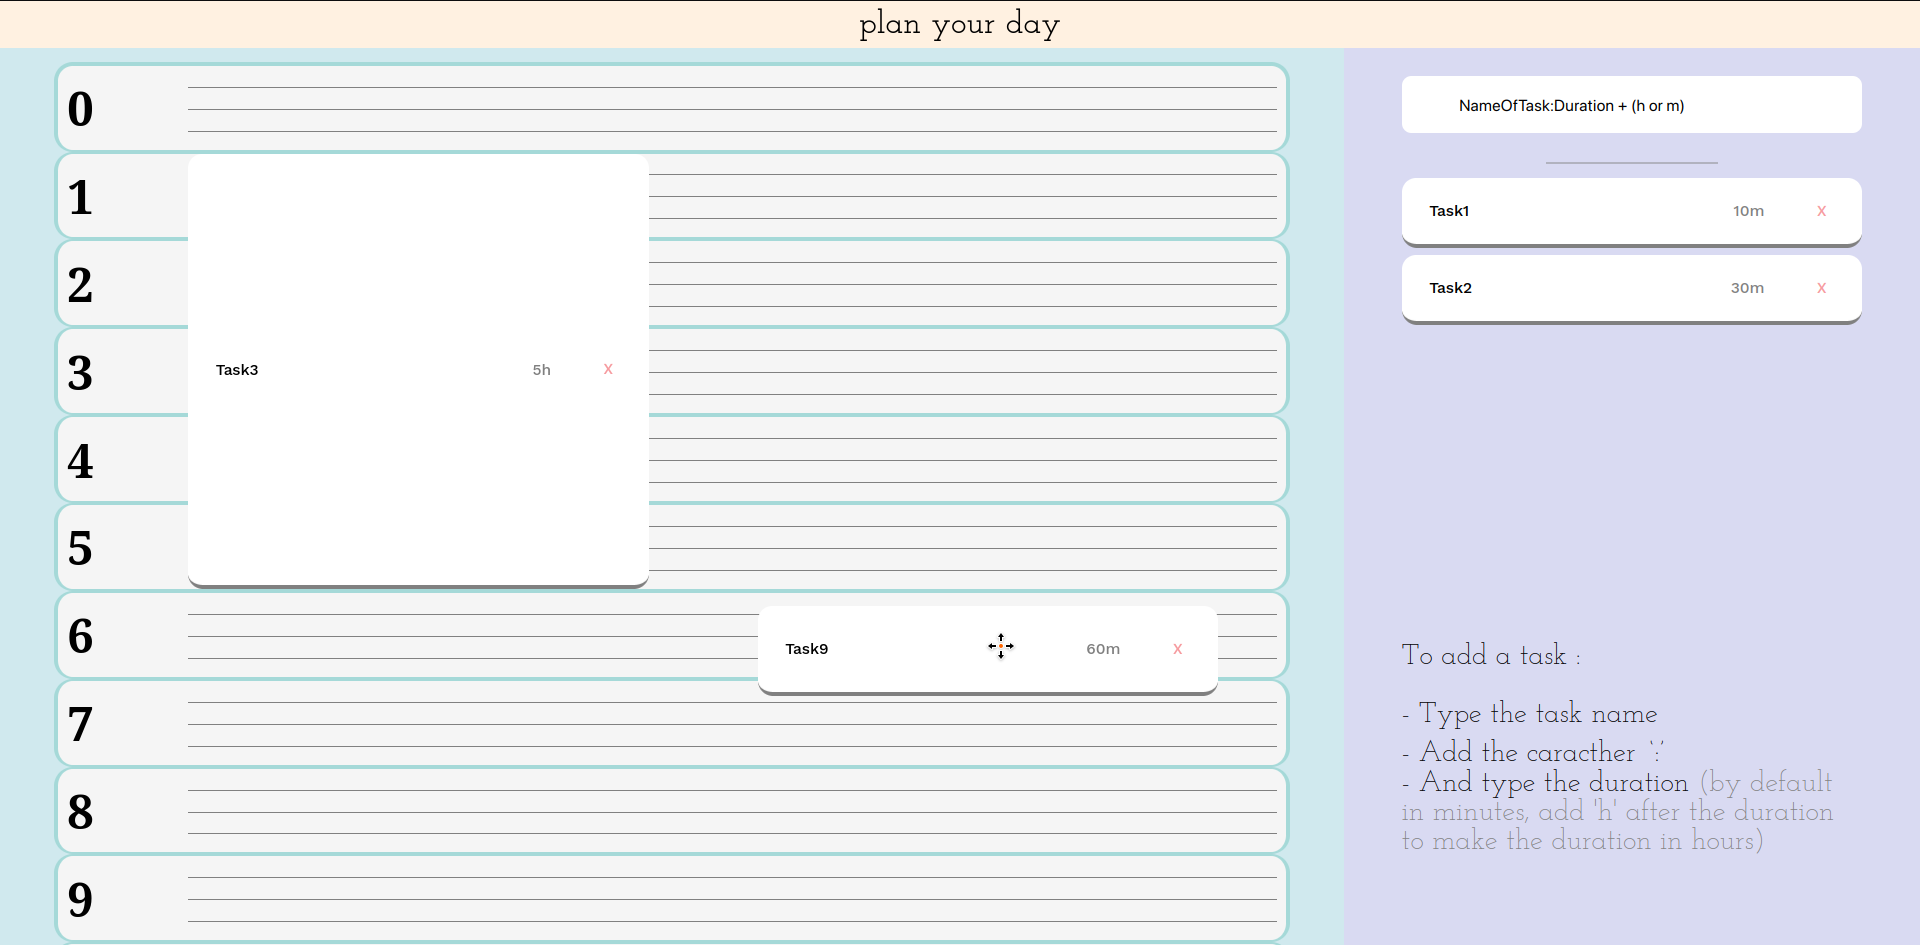 plan your day
0
1
2
3
4
5
6
7
8
9
Task3 5h X
Task9 60m X
NameOfTask:Duration + (h or m)
Task1 10m X
Task2 30m X
To add a task :
- Type the task name
- Add the caracther ':'
- And type the duration (by default
in minutes, add 'h' after the duration
to make the duration in hours)